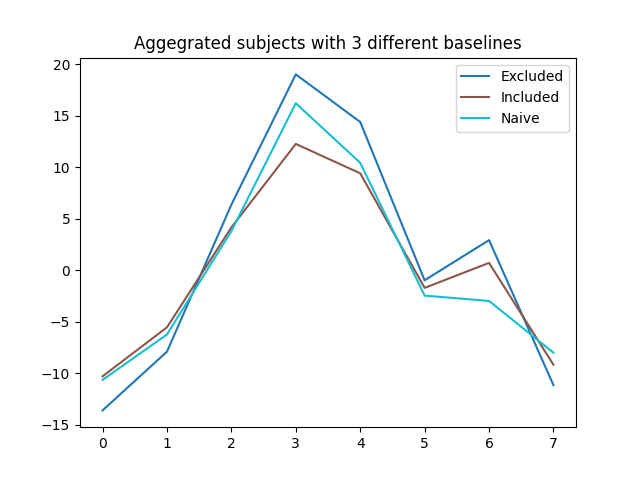 Aggegrated subjects with 3 different baselines
20
15
10
5
0
−5
−10
−15
Excluded
Included
Naive
0 1 2 3 4 5 6 7